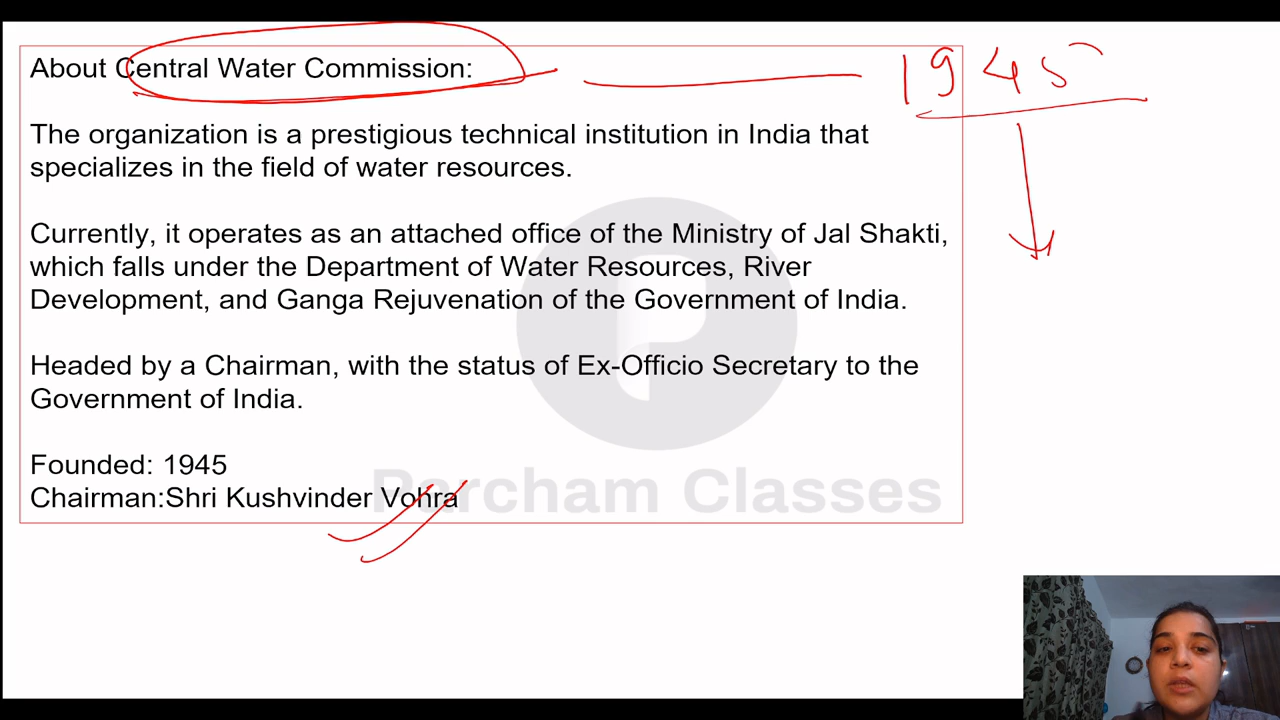 About Central Water Commission:
1945
The organization is a prestigious technical institution in India that
specializes in the field of water resources.
Currently, it operates as an attached office of the Ministry of Jal Shakti,
which falls under the Department of Water Resources, River
Development, and Ganga Rejuvenation of the Government of India.
Headed by a Chairman, with the status of Ex-Officio Secretary to the
Government of India.
Founded: 1945
Chairman:Shri Kushvinder Vohra
Parcham Classes